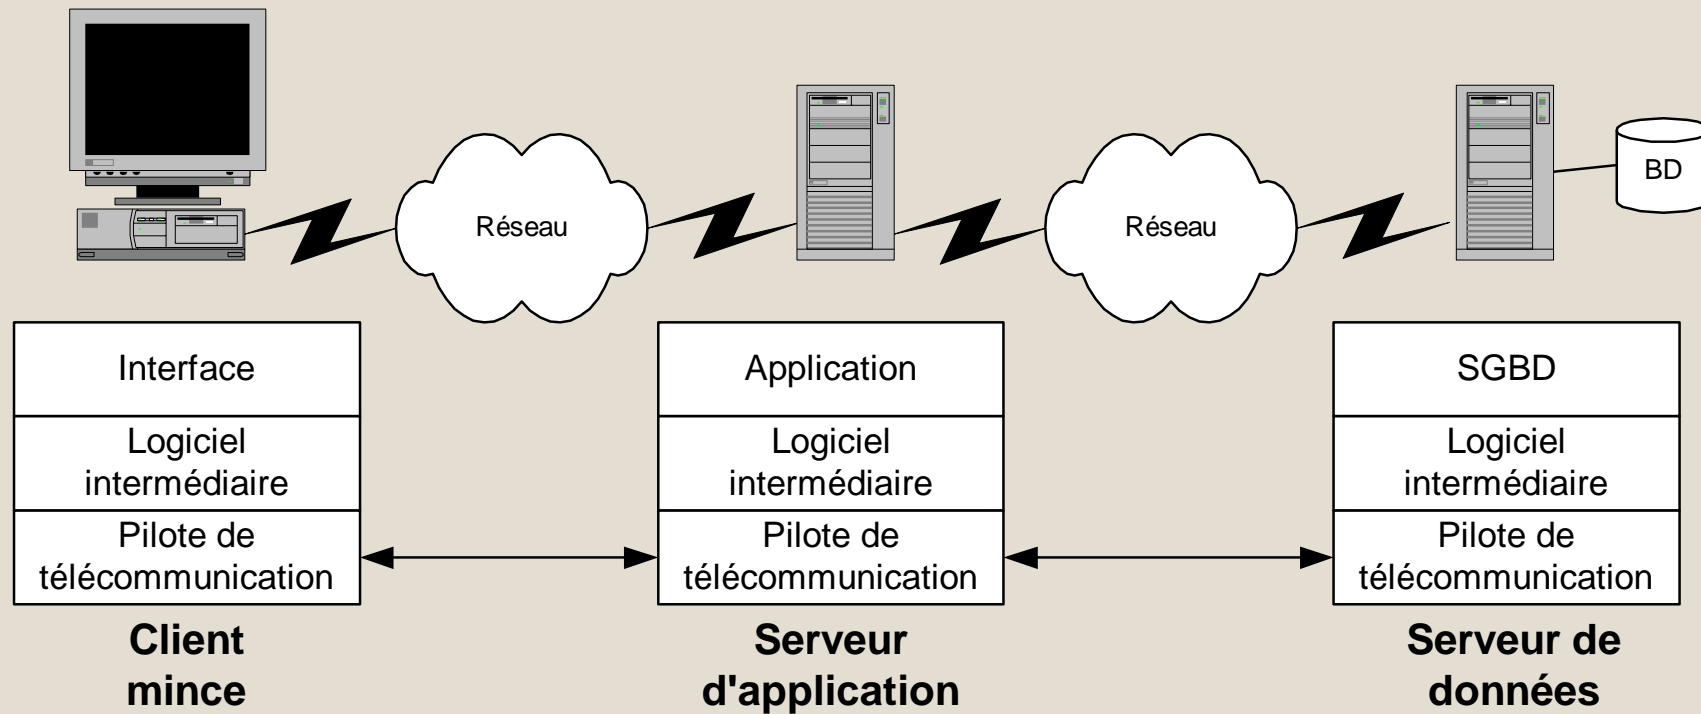 Réseau
Réseau
BD
Interface
Logiciel
intermédiaire
Pilote de
télécommunication
Client
mince
Application
Logiciel
intermédiaire
Pilote de
télécommunication
Serveur
d'application
SGBD
Logiciel
intermédiaire
Pilote de
télécommunication
Serveur de
données